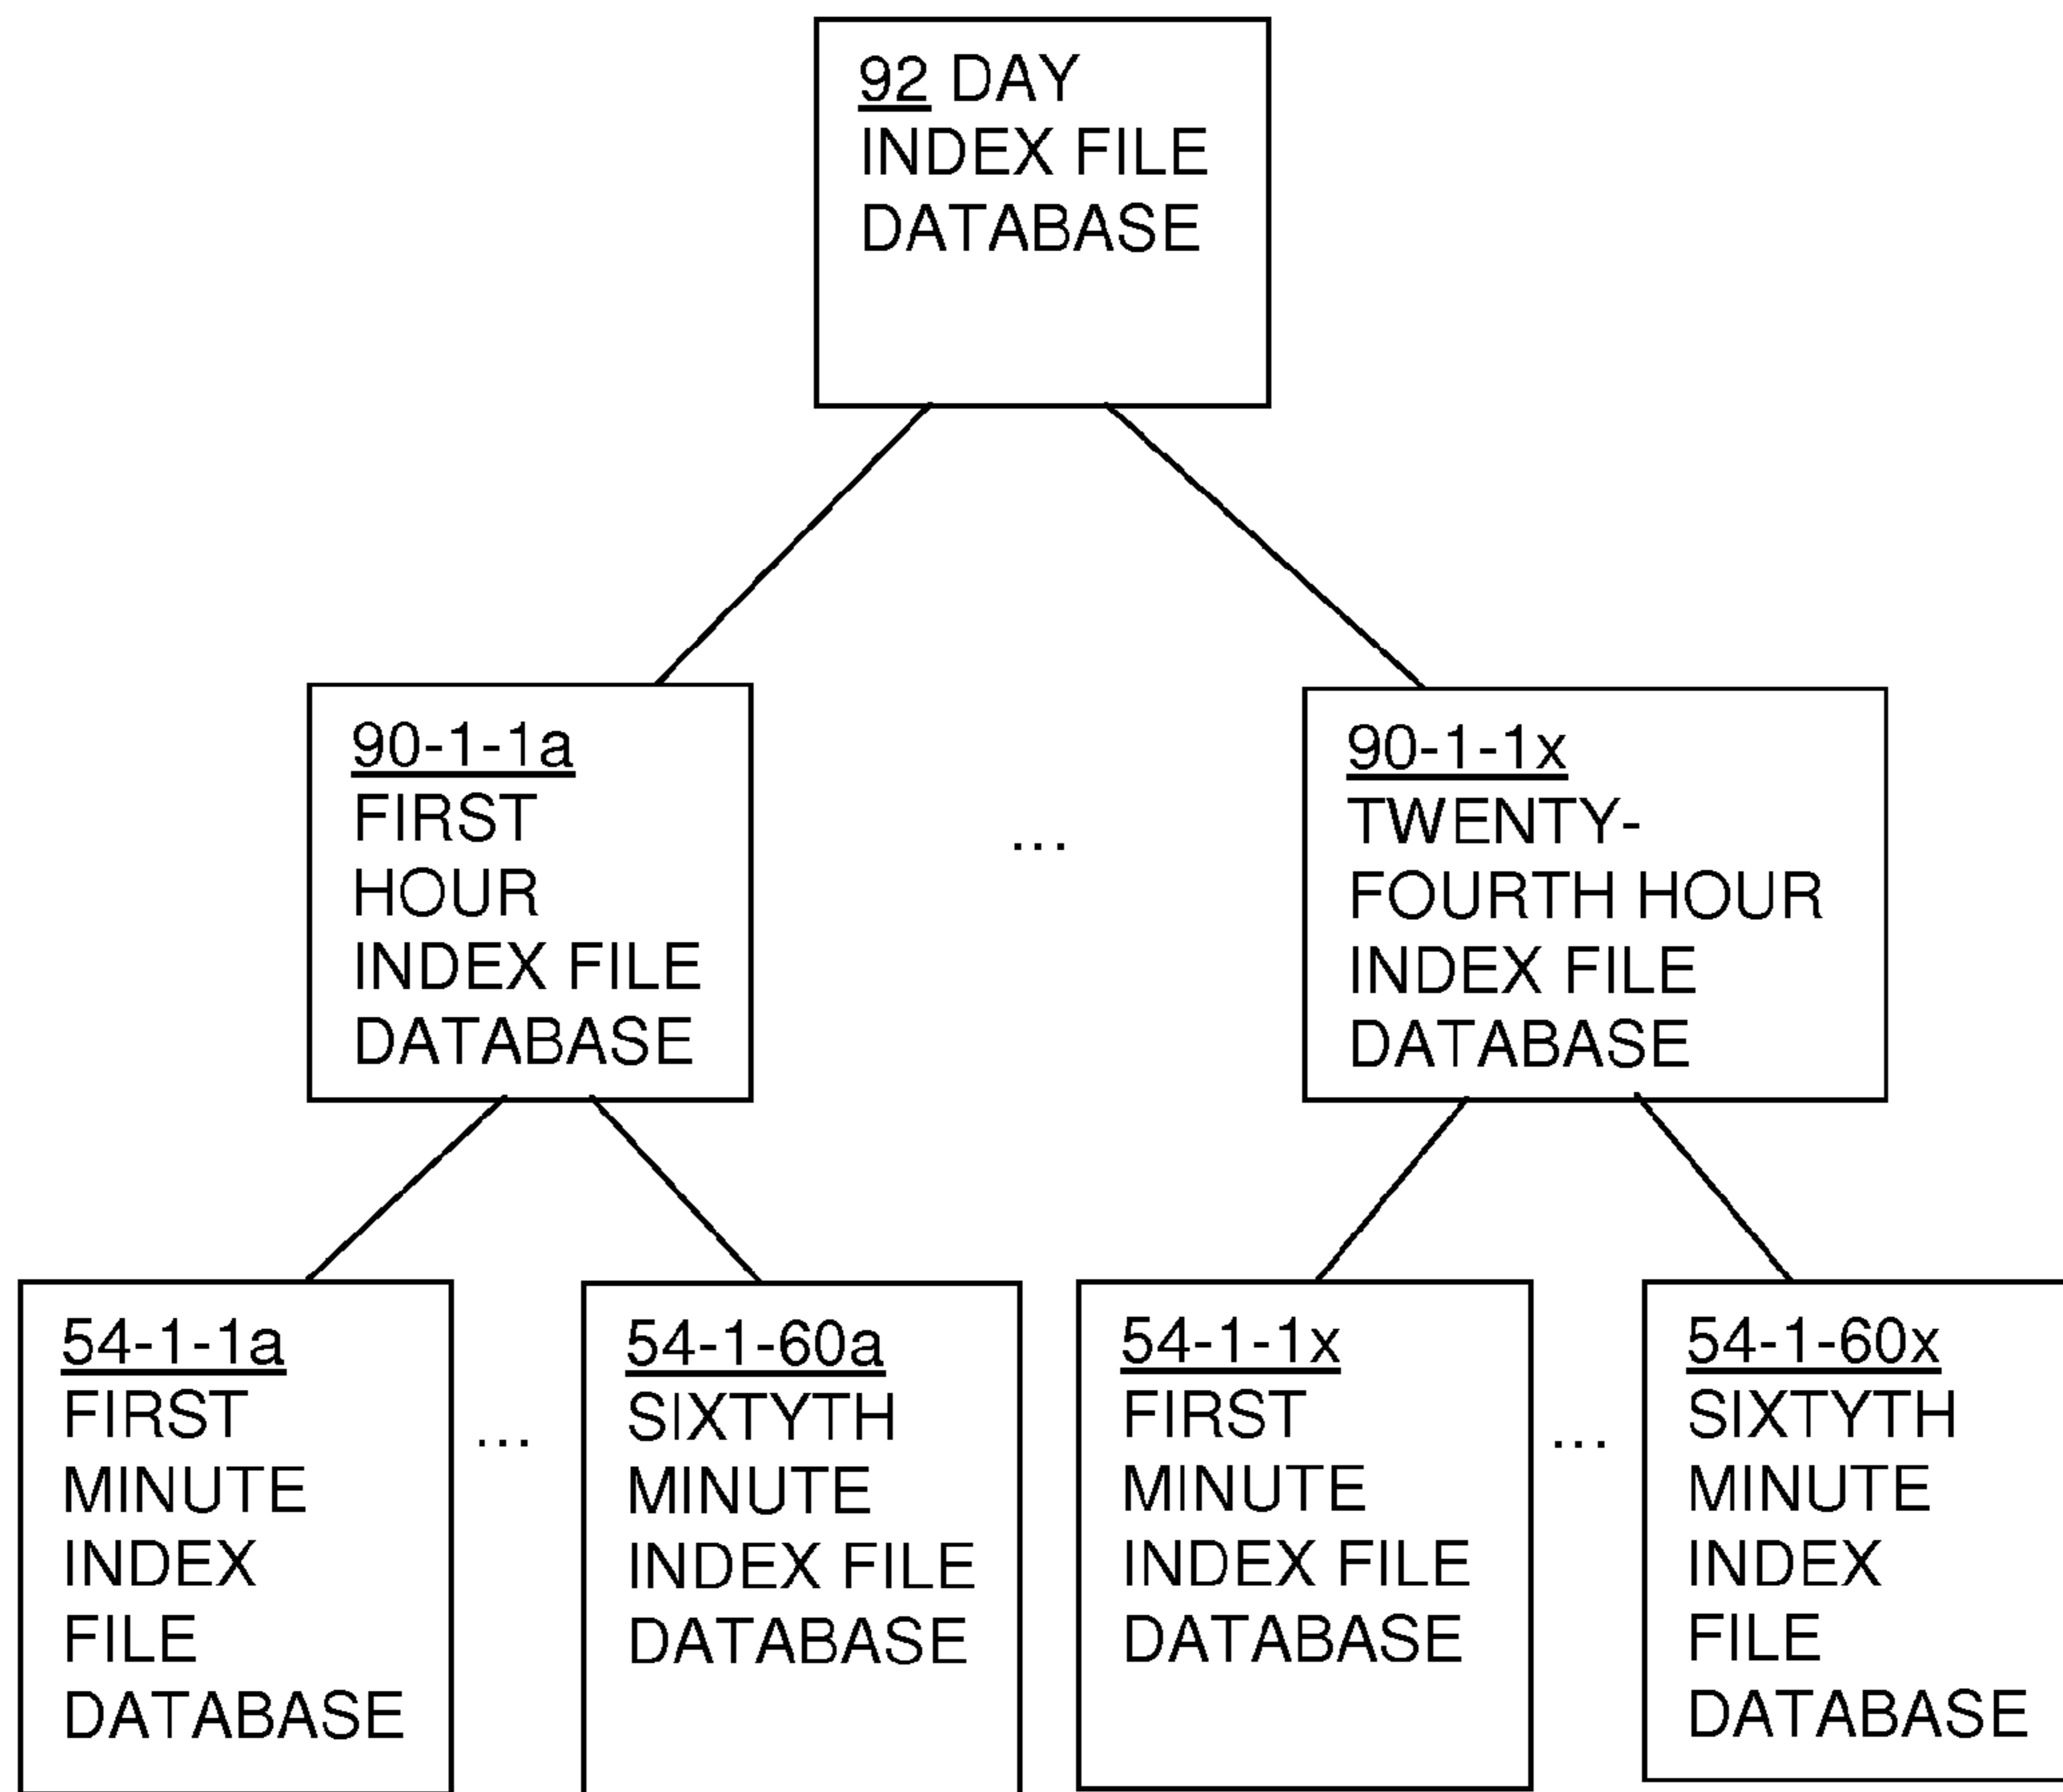 92 DAY
INDEX FILE
DATABASE
90-1-1a
FIRST
HOUR
INDEX FILE
DATABASE
...
90-1-1x
TWENTY-
FOURTH HOUR
INDEX FILE
DATABASE
54-1-1a
FIRST
MINUTE
INDEX
FILE
DATABASE
...
54-1-60a
SIXTYTH
MINUTE
INDEX FILE
DATABASE
54-1-1x
FIRST
MINUTE
INDEX FILE
DATABASE
...
54-1-60x
SIXTYTH
MINUTE
INDEX
FILE
DATABASE